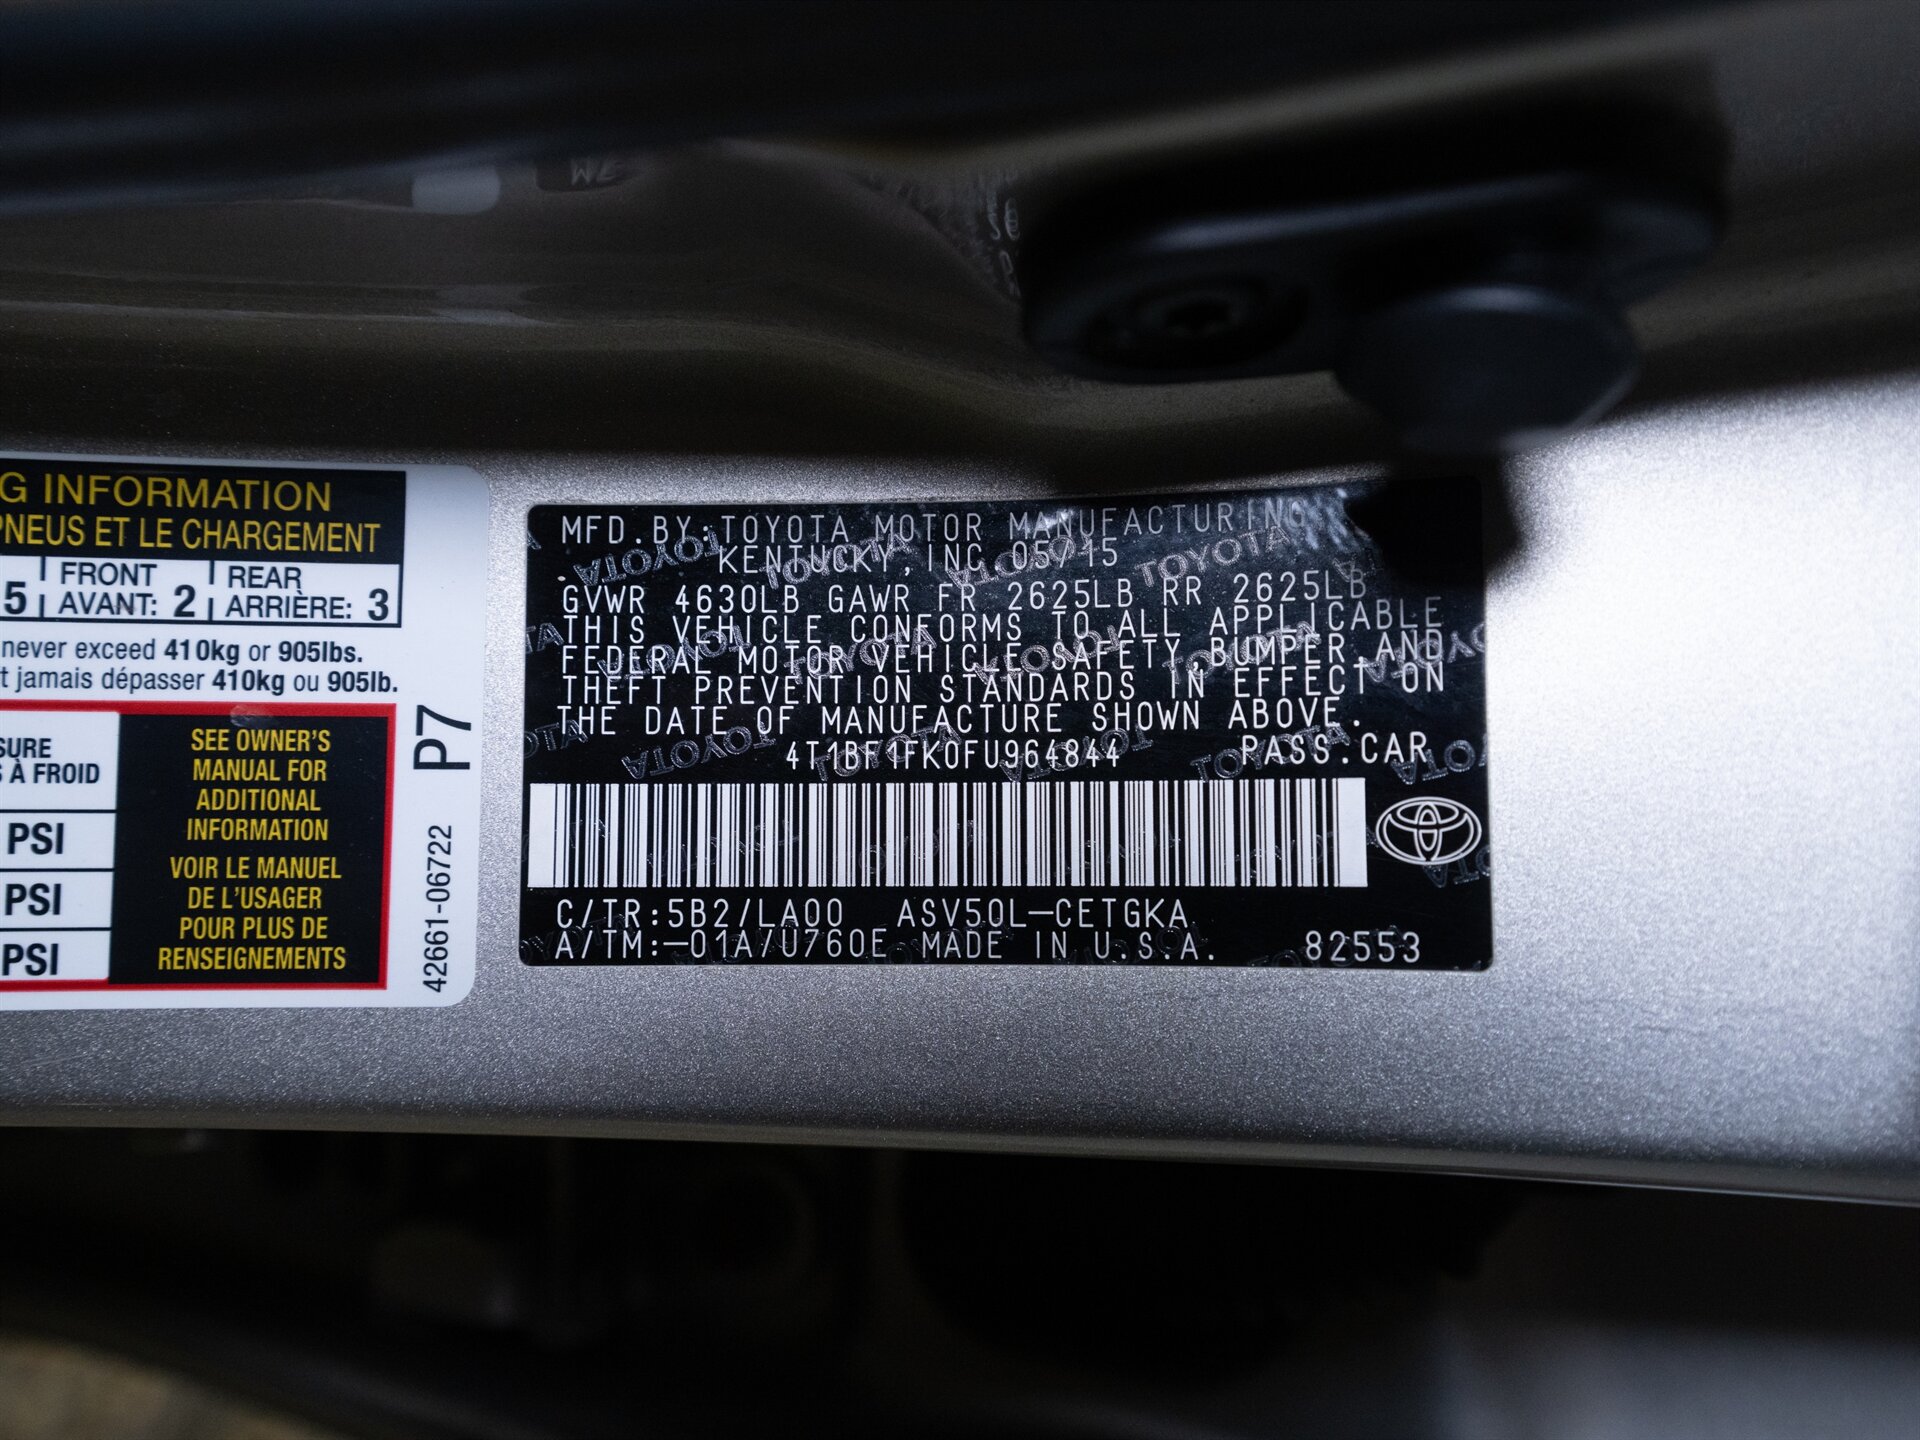 G INFORMATION
PNEUS ET LE CHARGEMENT
5 FRONT AVANT: 2 REAR ARRIÈRE: 3
never exceed 410kg or 905lbs.
t jamais dépasser 410kg ou 905lb.
SURE
S À FROID
PSI
PSI
PSI
SEE OWNER'S
MANUAL FOR
ADDITIONAL
INFORMATION
VOIR LE MANUEL
DE L'USAGER
POUR PLUS DE
RENSEIGNEMENTS
P7
42661-06722
MFD.BY:TOYOTA MOTOR MANUFACTURING
KENTUCKY,INC.05/15
GVWR 4630LB GAWR FR 2625LB RR 2625LB
THIS VEHICLE CONFORMS TO ALL APPLICABLE
FEDERAL MOTOR VEHICLE SAFETY,BUMPER,AND
THEFT PREVENTION STANDARDS IN EFFECT ON
THE DATE OF MANUFACTURE SHOWN ABOVE.
4T1BF1FK0FU964844 PASS.CAR
C/TR:5B2/LA00 ASV50L-CETGKA
A/TM:-01A/U760E MADE IN U.S.A. 82553